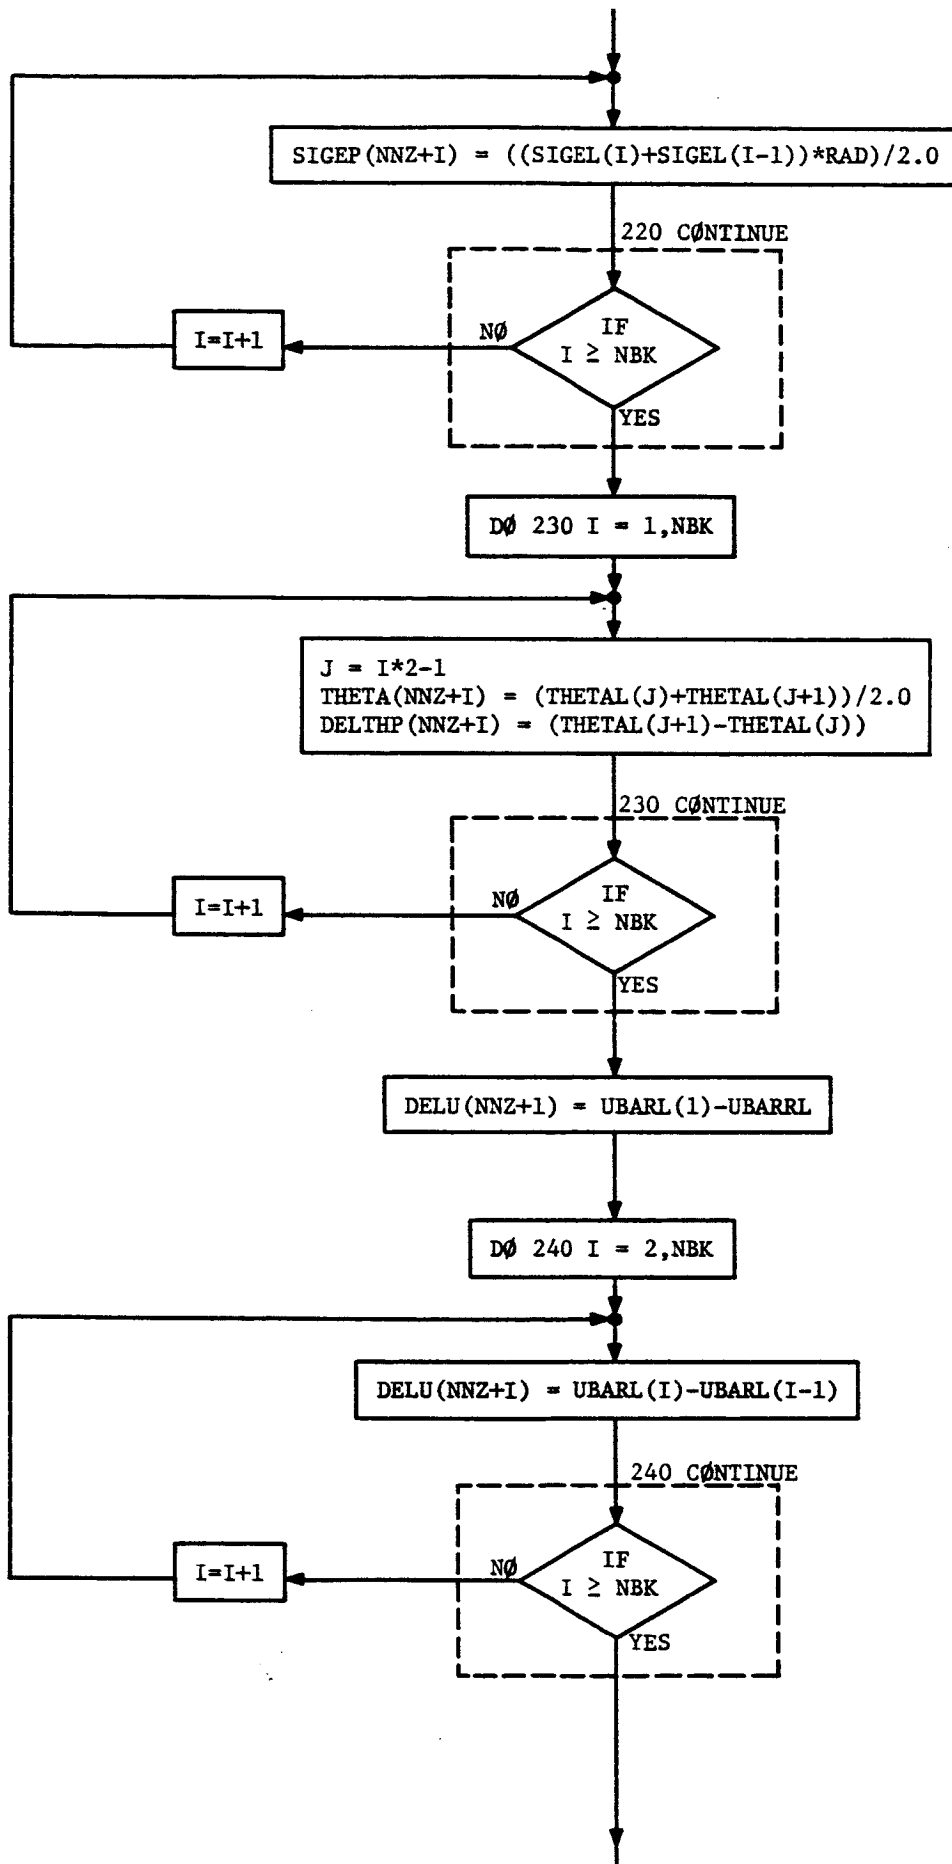 SIGEP(NNZ+I) = ((SIGEL(I)+SIGEL(I-1))*RAD)/2.0
220 CØNTINUE
IF
I ≥ NBK
NØ
I=I+1
YES
DØ 230 I = 1,NBK
J = I*2-1
THETA(NNZ+I) = (THETAL(J)+THETAL(J+1))/2.0
DELTHP(NNZ+I) = (THETAL(J+1)-THETAL(J))
230 CØNTINUE
IF
I ≥ NBK
NØ
I=I+1
YES
DELU(NNZ+1) = UBARL(1)-UBARRL
DØ 240 I = 2,NBK
DELU(NNZ+I) = UBARL(I)-UBARL(I-1)
240 CØNTINUE
IF
I ≥ NBK
NØ
I=I+1
YES